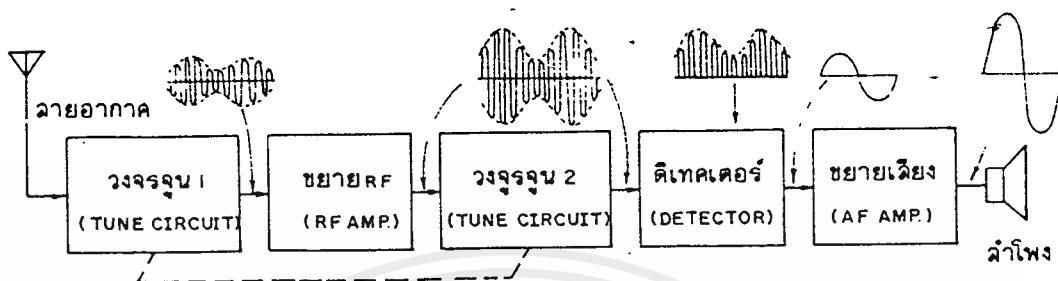 สายอากาศ
วงจรจูน 1
(TUNE CIRCUIT)
ขยาย RF
(RF AMP.)
วงจูรจูน 2
(TUNE CIRCUIT)
ดิเทคเตอร์
(DETECTOR)
ขยายเสียง
(AF AMP.)
ลำโพง